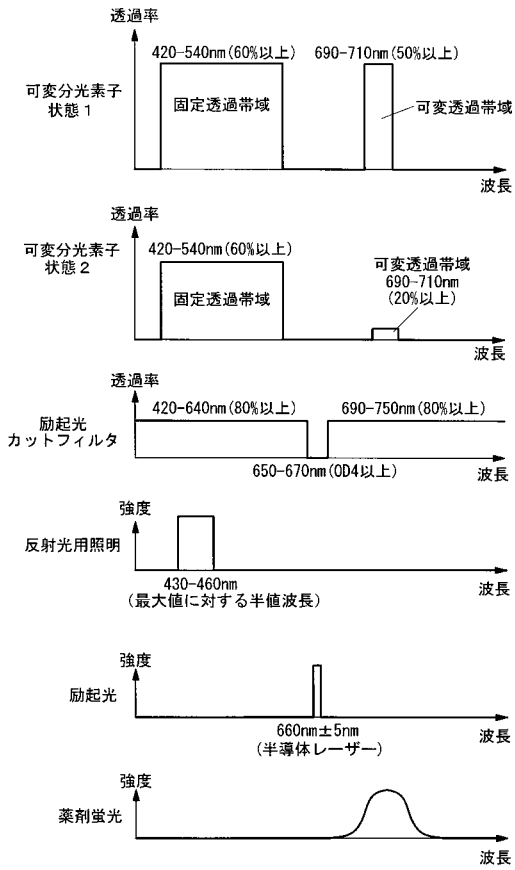 透過率
420-540nm(60%以上)
690-710nm(50%以上)
可変分光素子
状態1
固定透過帯域
可変透過帯域
波長
透過率
可変分光素子
状態2
420-540nm(60%以上)
固定透過帯域
可変透過帯域
690-710nm
(20%以上)
波長
透過率
励起光
カットフィルタ
420-640nm(80%以上)
690-750nm(80%以上)
650-670nm(OD4以上)
波長
強度
反射光用照明
430-460nm
(最大値に対する半値波長)
波長
強度
励起光
660nm±5nm
(半導体レーザー)
波長
強度
薬剤蛍光
波長